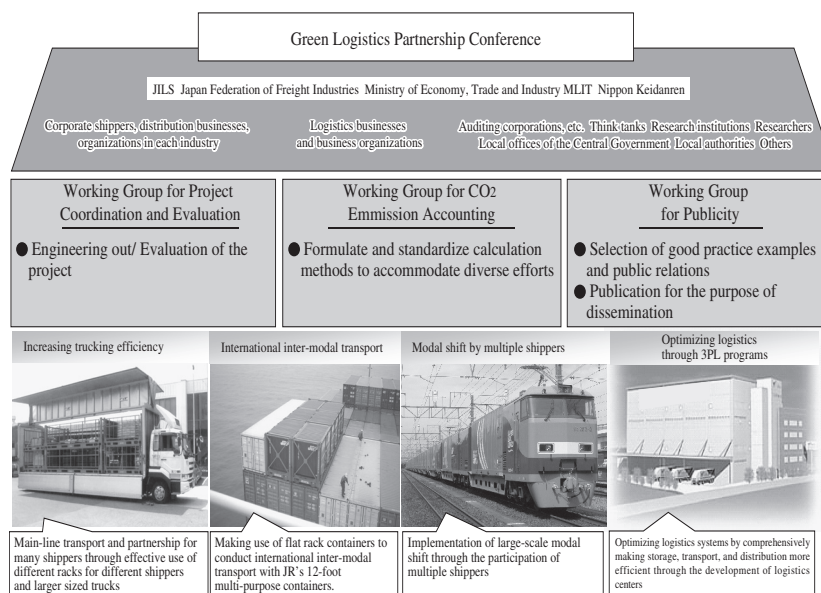 Green Logistics Partnership Conference
JILS Japan Federation of Freight Industries Ministry of Economy, Trade and Industry MLIT Nippon Keidanren
Corporate shippers, distribution businesses,
organizations in each industry
Logistics businesses
and business organizations
Auditing corporations, etc. Think tanks Research institutions Researchers
Local offices of the Central Government Local authorities Others
Working Group for Project
Coordination and Evaluation
● Engineering out/ Evaluation of the
project
Working Group for CO2
Emmission Accounting
● Formulate and standardize calculation
methods to accommodate diverse efforts
Working Group
for Publicity
● Selection of good practice examples
and public relations
● Publication for the purpose of
dissemination
Increasing trucking efficiency
International inter-modal transport
Modal shift by multiple shippers
Optimizing logistics
through 3PL programs
Main-line transport and partnership for
many shippers through effective use of
different racks for different shippers
and larger sized trucks
Making use of flat rack containers to
conduct international inter-modal
transport with JR's 12-foot
multi-purpose containers.
Implementation of large-scale modal
shift through the participation of
multiple shippers
Optimizing logistics systems by comprehensively
making storage, transport, and distribution more
efficient through the development of logistics
centers